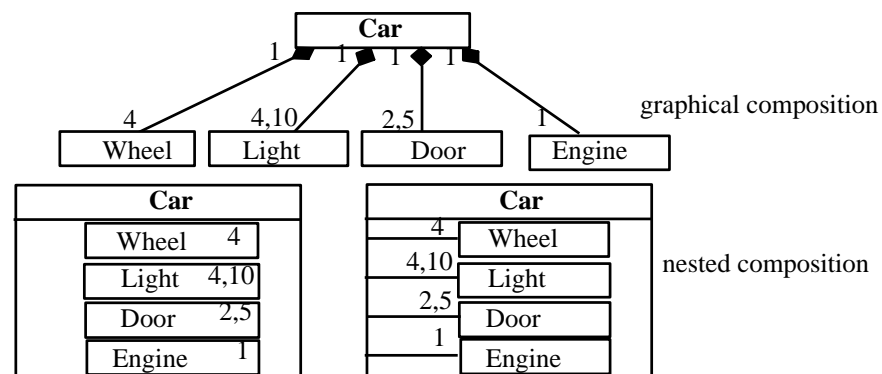 Car
1 1 1 1
4 4,10 2,5 1
graphical composition
Wheel Light Door Engine
Car
Wheel 4
Light 4,10
Door 2,5
Engine 1
Car
4 Wheel
4,10 Light
2,5 Door
1 Engine
nested composition